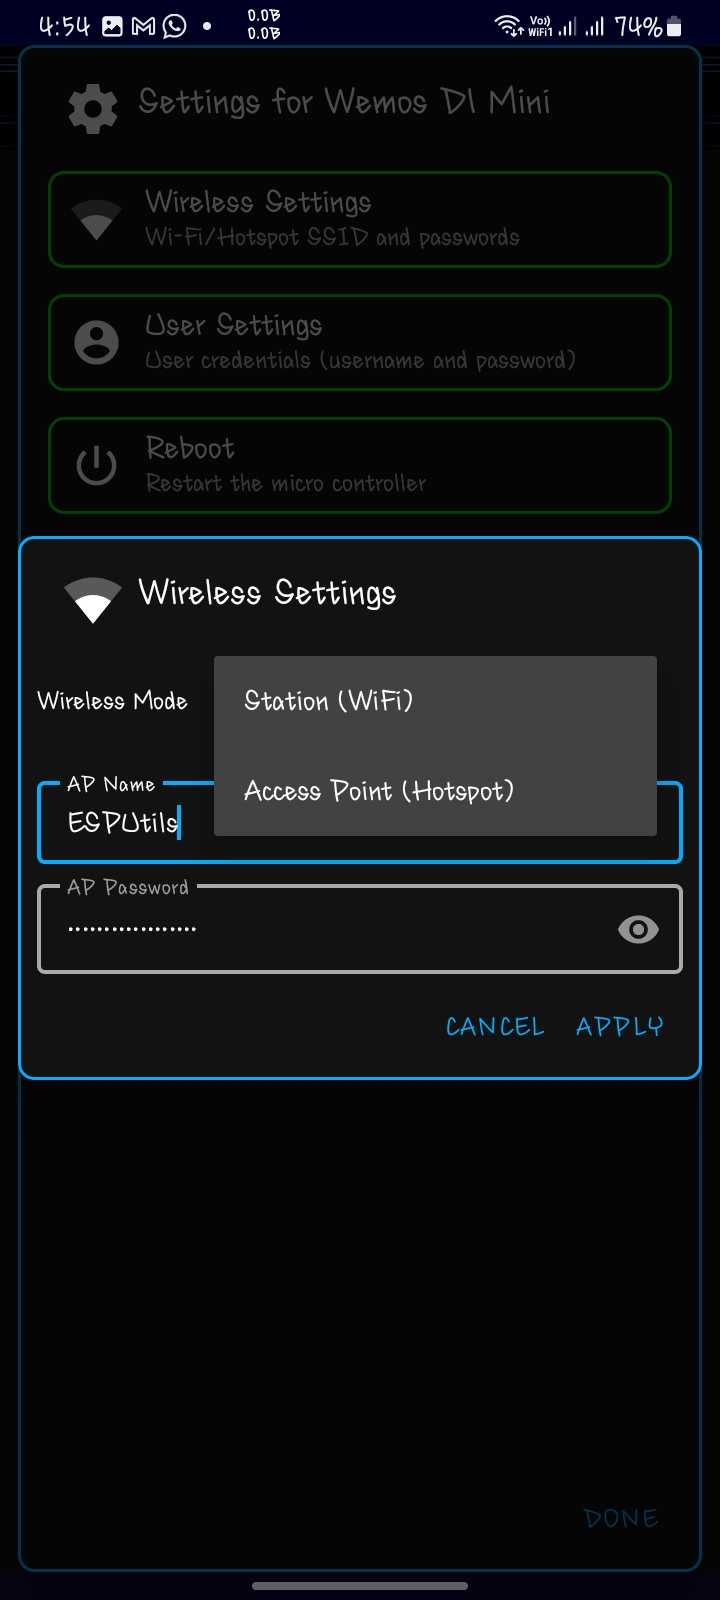 4:54
0.0B
0.0B
Vo))
WiFi1
74%
Settings for Wemos D1 Mini
Wireless Settings
Wi-Fi/Hotspot SSID and passwords
User Settings
User credentials (username and password)
Reboot
Restart the micro controller
Wireless Settings
Wireless Mode
Station (WiFi)
Access Point (Hotspot)
AP Name
ESPUtils
AP Password
••••••••••••••••••
CANCEL APPLY
DONE